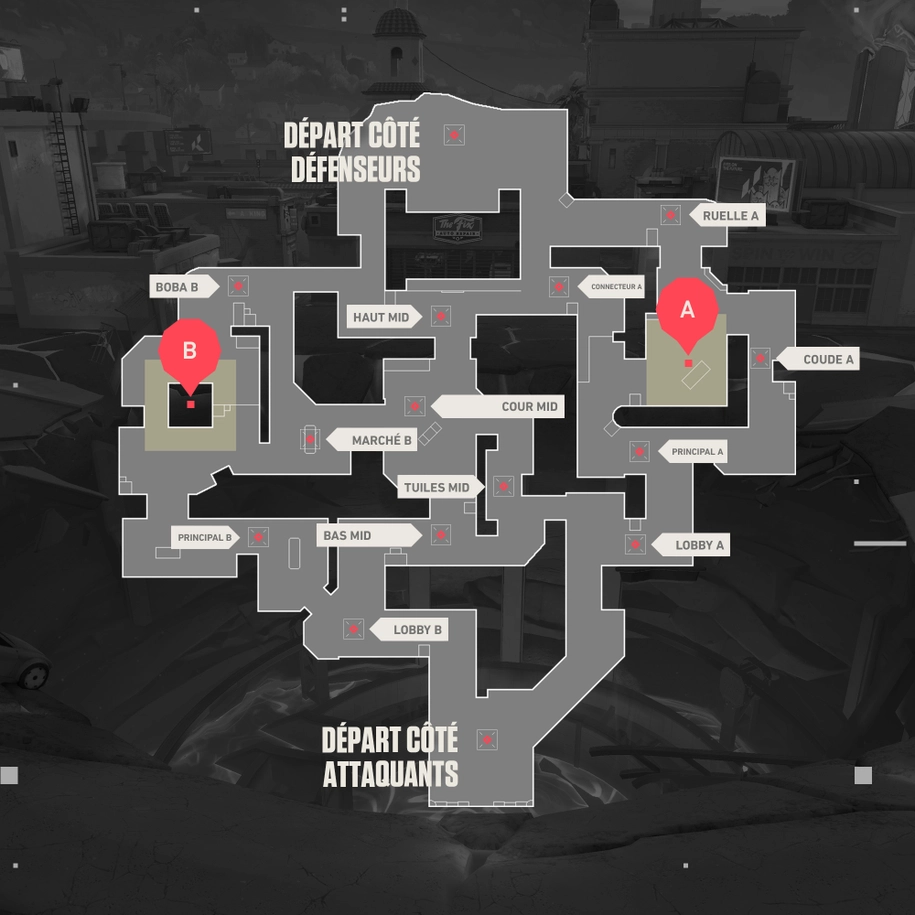 DÉPART CÔTÉ
DÉFENSEURS
RUELLE A
BOBA B
CONNECTEUR A
HAUT MID
A
B
COUDE A
COUR MID
MARCHÉ B
PRINCIPAL A
TUILES MID
PRINCIPAL B
BAS MID
LOBBY A
LOBBY B
DÉPART CÔTÉ
ATTAQUANTS